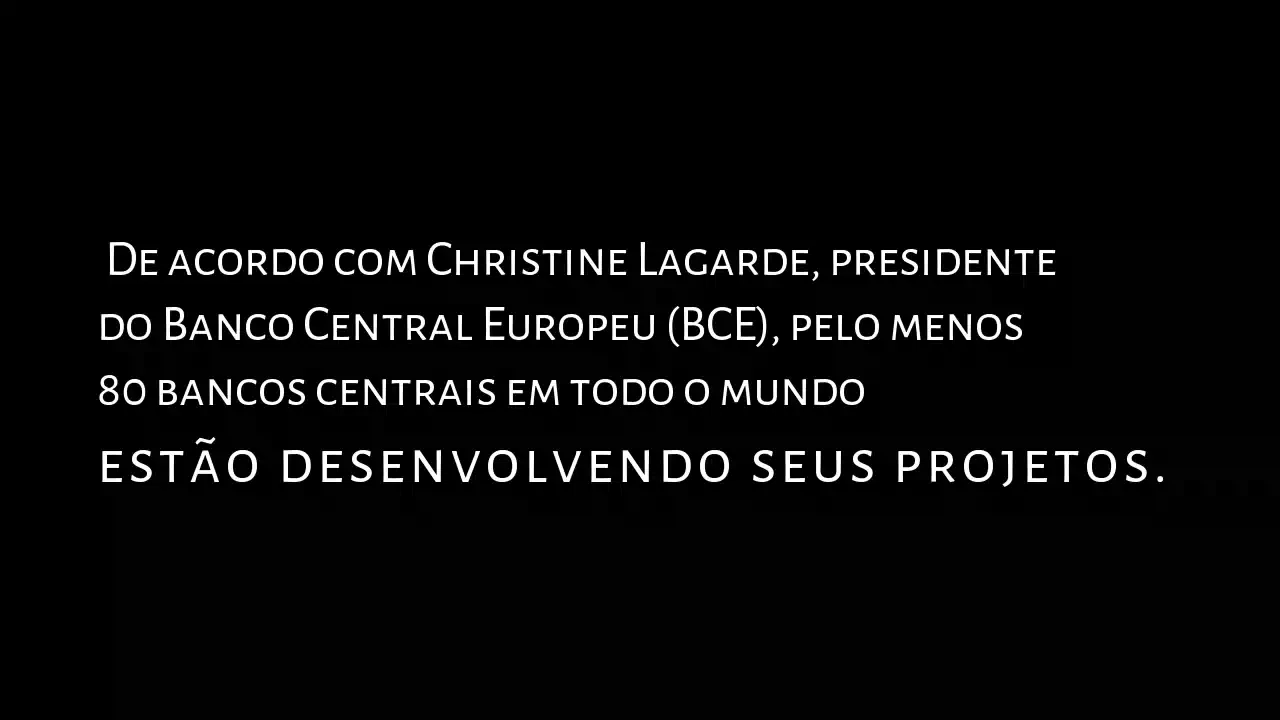 De acordo com Christine Lagarde, presidente
do Banco Central Europeu (BCE), pelo menos
80 bancos centrais em todo o mundo
estão desenvolvendo seus projetos.